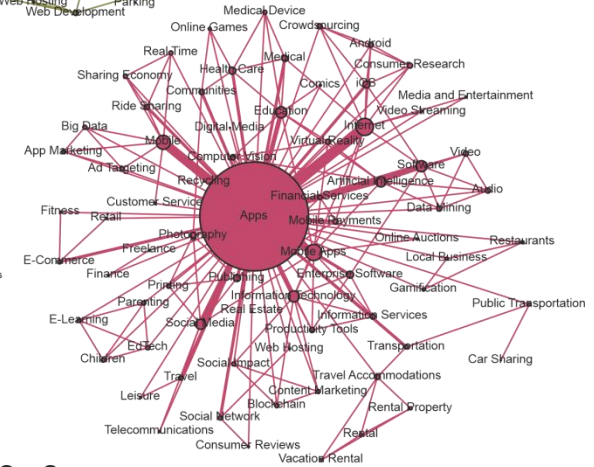 Web Hosting
Parking
Web Development
Medical Device
Online Games
Crowdsourcing
Android
Real Time
Medical
Consumer Research
Sharing Economy
Health Care
iOS
Communities
Comics
Media and Entertainment
Ride Sharing
Education
Video Streaming
Big Data
Digital Media
Internet
Mobile
Virtual Reality
App Marketing
Computer Vision
Video
Ad Targeting
Software
Recycling
Artificial Intelligence
Audio
Customer Service
Financial Services
Fitness
Retail
Apps
Mobile Payments
Data Mining
Photography
Online Auctions
Restaurants
Freelance
Mobile Apps
Local Business
E-Commerce
Finance
Publishing
Enterprise Software
Printing
Gamification
Parenting
Information Technology
Public Transportation
Real Estate
Information Services
E-Learning
Social Media
Productivity Tools
EdTech
Web Hosting
Transportation
Children
Social Impact
Car Sharing
Travel
Travel Accommodations
Leisure
Content Marketing
Blockchain
Rental Property
Social Network
Telecommunications
Rental
Consumer Reviews
Vacation Rental